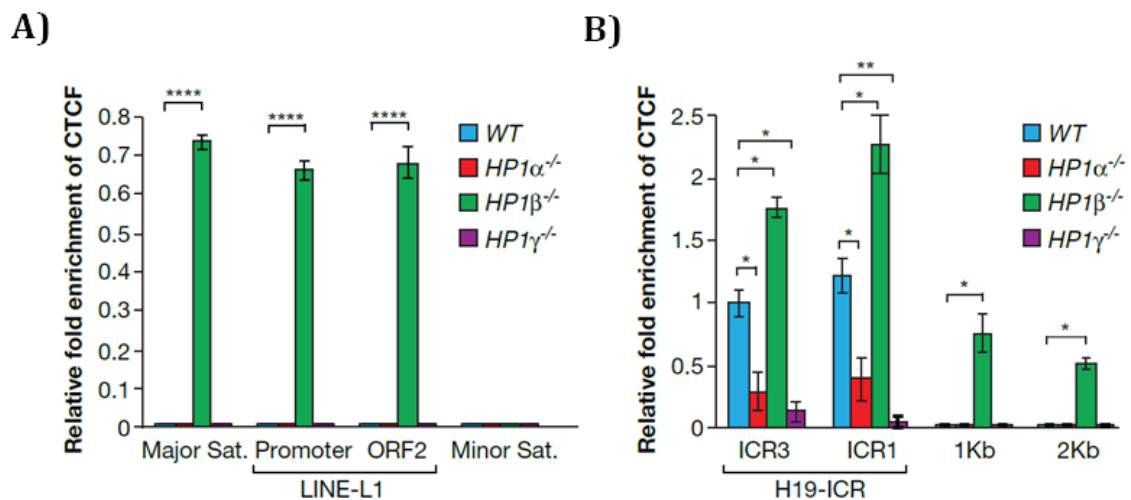 A)
Relative fold enrichment of CTCF
0.8
0.7
0.6
0.5
0.4
0.3
0.2
0.1
0
****
****
****
WT
HP1α-/-
HP1β-/-
HP1γ-/-
Major Sat. Promoter ORF2 Minor Sat.
LINE-L1
B)
Relative fold enrichment of CTCF
2.5
2
1.5
1
0.5
0
*
*
*
**
*
*
*
*
WT
HP1α-/-
HP1β-/-
HP1γ-/-
ICR3 ICR1 1Kb 2Kb
H19-ICR